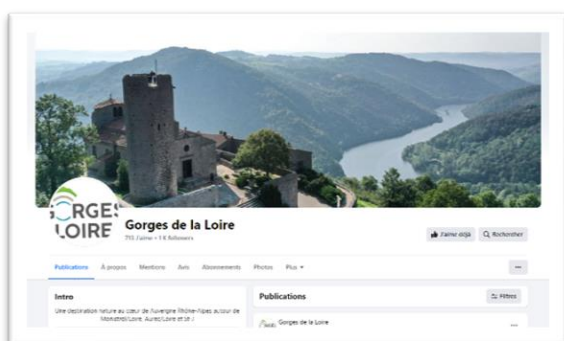 GORGES
LOIRE
Gorges de la Loire
J'aime • 1 K followers
J'aime déjà
Rechercher
Publications À propos Mentions Avis Abonnements Photos Plus
Intro
Une destination nature au cœur de Auvergne Rhône-Alpes autour de
Publications
Filtres
Gorges de la Loire